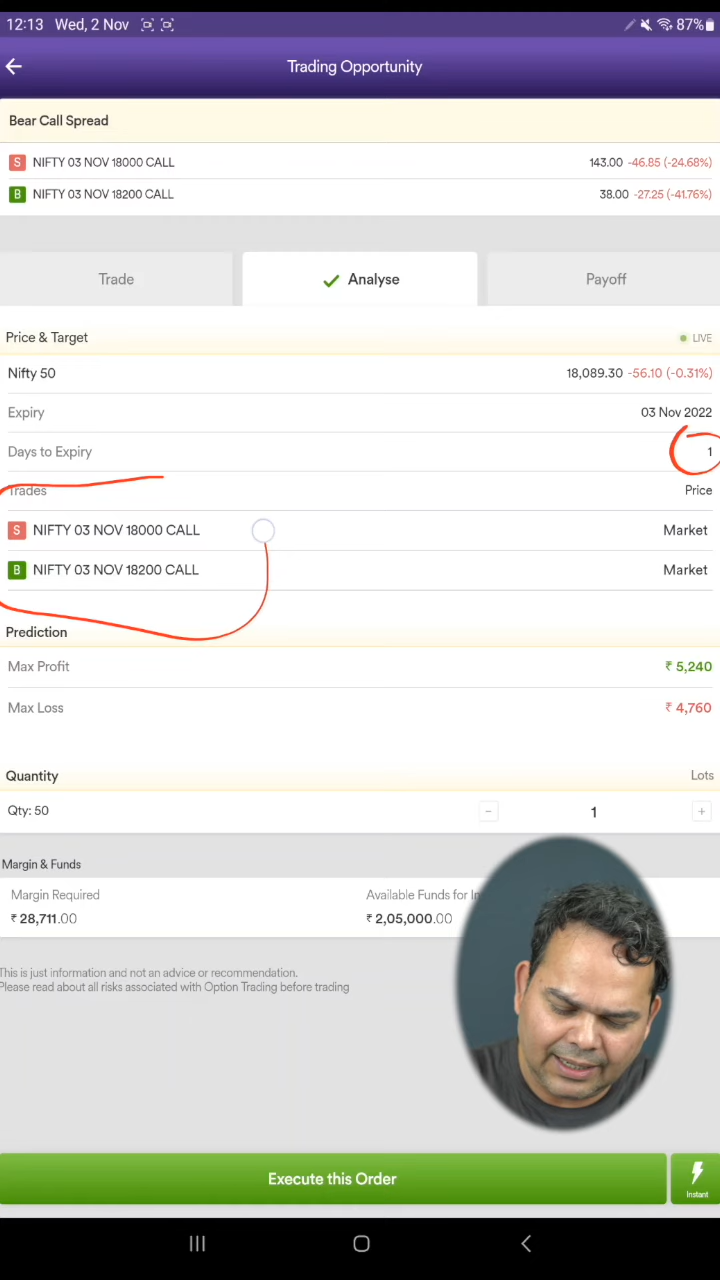 12:13 Wed, 2 Nov 87%
Trading Opportunity
Bear Call Spread
S NIFTY 03 NOV 18000 CALL 143.00 -46.85 (-24.68%)
B NIFTY 03 NOV 18200 CALL 38.00 -27.25 (-41.76%)
Trade Analyse Payoff
Price & Target LIVE
Nifty 50 18,089.30 -56.10 (-0.31%)
Expiry 03 Nov 2022
Days to Expiry 1
Trades Price
S NIFTY 03 NOV 18000 CALL Market
B NIFTY 03 NOV 18200 CALL Market
Prediction
Max Profit ₹ 5,240
Max Loss ₹ 4,760
Quantity Lots
Qty: 50 - 1 +
Margin & Funds
Margin Required Available Funds for In
₹ 28,711.00 ₹ 2,05,000.00
This is just information and not an advice or recommendation.
Please read about all risks associated with Option Trading before trading
Execute this Order Instant